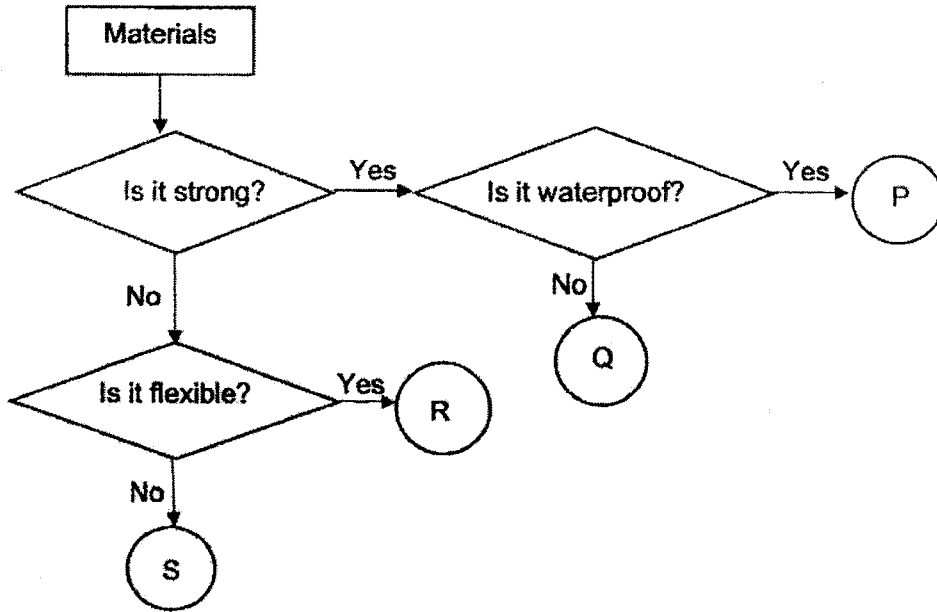 Materials
Is it strong?
Yes
Is it waterproof?
Yes
P
No
No
Q
Is it flexible?
Yes
R
No
S